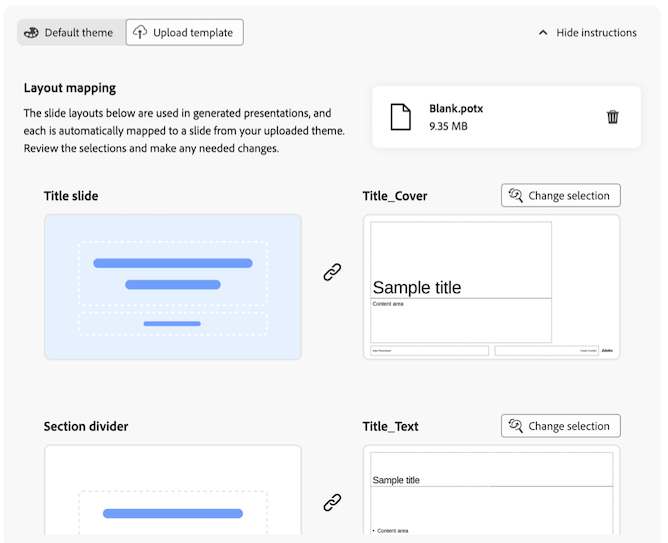 Default theme
Upload template
Hide instructions
Layout mapping
The slide layouts below are used in generated presentations, and
each is automatically mapped to a slide from your uploaded theme.
Review the selections and make any needed changes.
Blank.potx
9.35 MB
Title slide
Title_Cover
Change selection
Sample title
Content area
Adobe
Section divider
Title_Text
Change selection
Sample title
• Content area